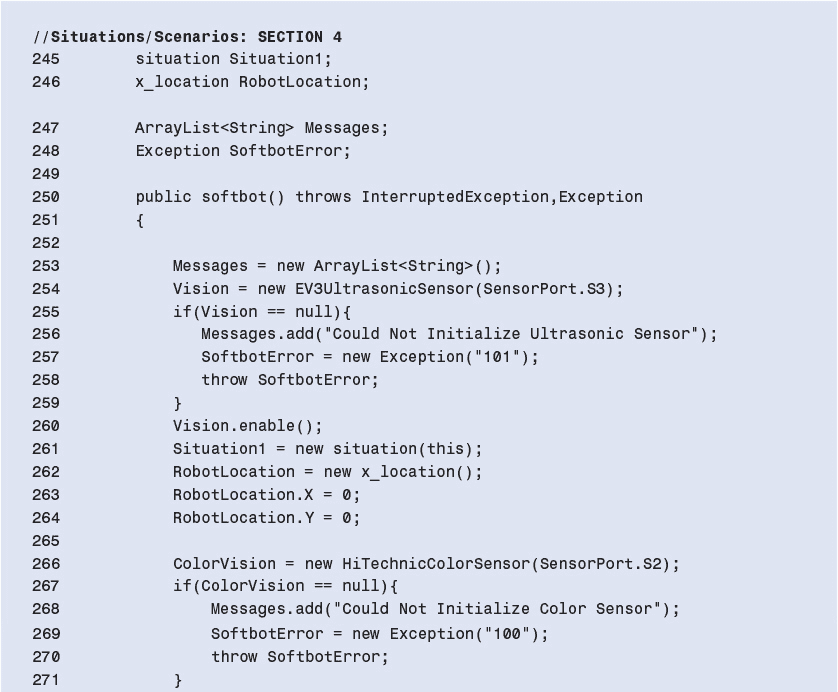 //Situations/Scenarios: SECTION 4
245 situation Situation1;
246 x_location RobotLocation;
247 ArrayList<String> Messages;
248 Exception SoftbotError;
249
250 public softbot() throws InterruptedException,Exception
251 {
252
253 Messages = new ArrayList<String>();
254 Vision = new EV3UltrasonicSensor(SensorPort.S3);
255 if(Vision == null){
256 Messages.add("Could Not Initialize Ultrasonic Sensor");
257 SoftbotError = new Exception("101");
258 throw SoftbotError;
259 }
260 Vision.enable();
261 Situation1 = new situation(this);
262 RobotLocation = new x_location();
263 RobotLocation.X = 0;
264 RobotLocation.Y = 0;
265
266 ColorVision = new HiTechnicColorSensor(SensorPort.S2);
267 if(ColorVision == null){
268 Messages.add("Could Not Initialize Color Sensor");
269 SoftbotError = new Exception("100");
270 throw SoftbotError;
271 }